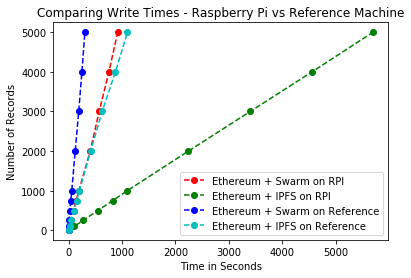 Comparing Write Times - Raspberry Pi vs Reference Machine
Number of Records
5000
4000
3000
2000
1000
0
Ethereum + Swarm on RPI
Ethereum + IPFS on RPI
Ethereum + Swarm on Reference
Ethereum + IPFS on Reference
0 1000 2000 3000 4000 5000
Time in Seconds